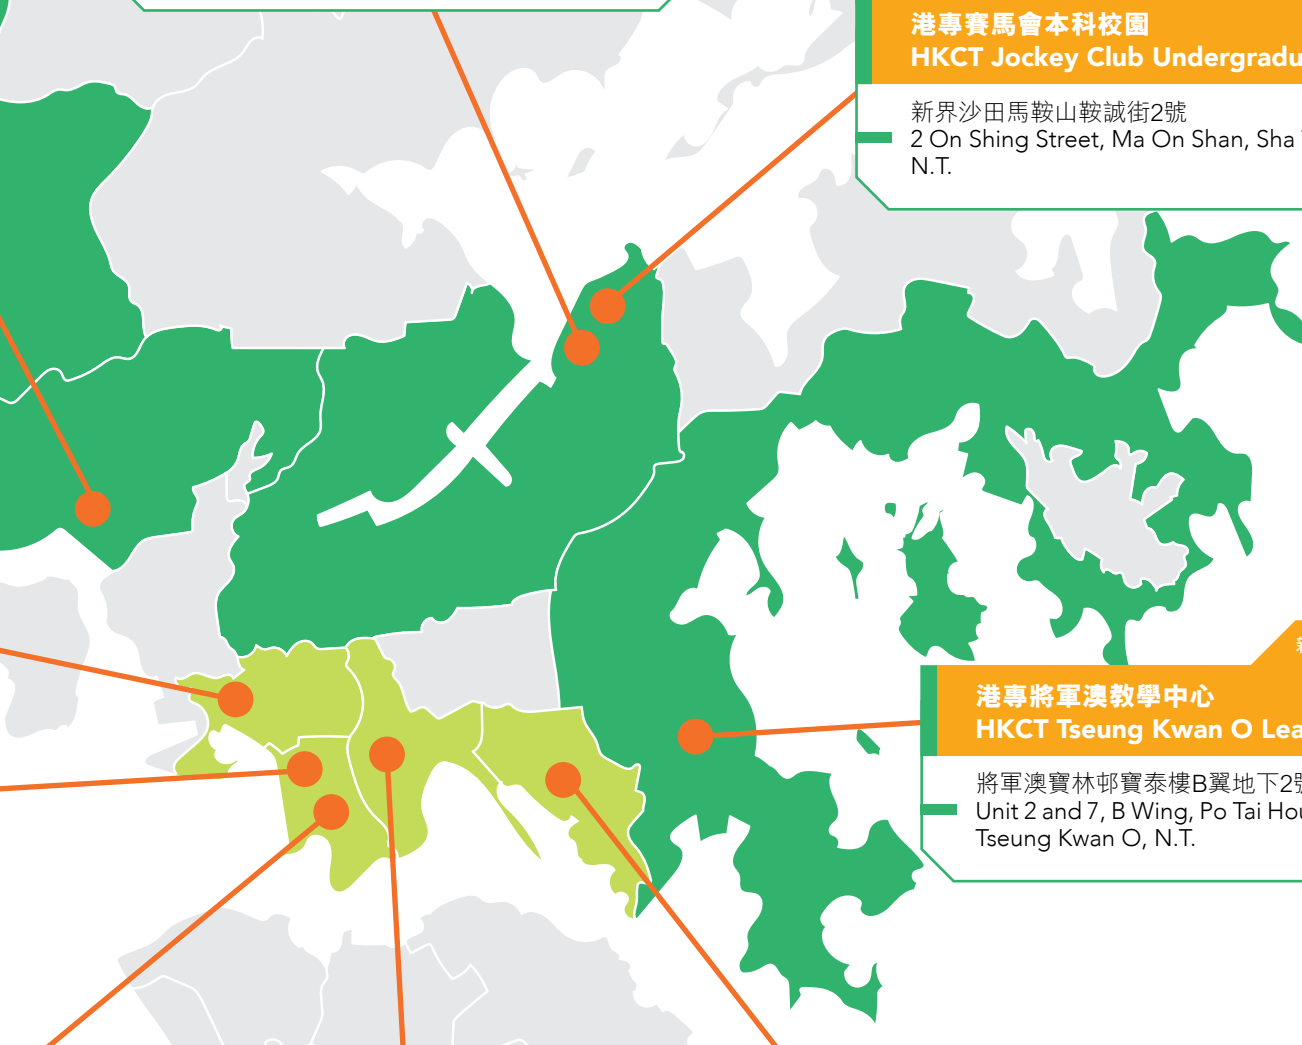 港專賽馬會本科校園
HKCT Jockey Club
新界沙田馬鞍山鞍誠街2號
2 On Shing Street, Ma On Shan, Sha
N.T.
港專將軍澳教學中心
HKCT Tseung Kwan O
將軍澳寶林邨寶泰樓B翼地下2號
Unit 2 and 7, B Wing, Po Tai
Tseung Kwan O, N.T.